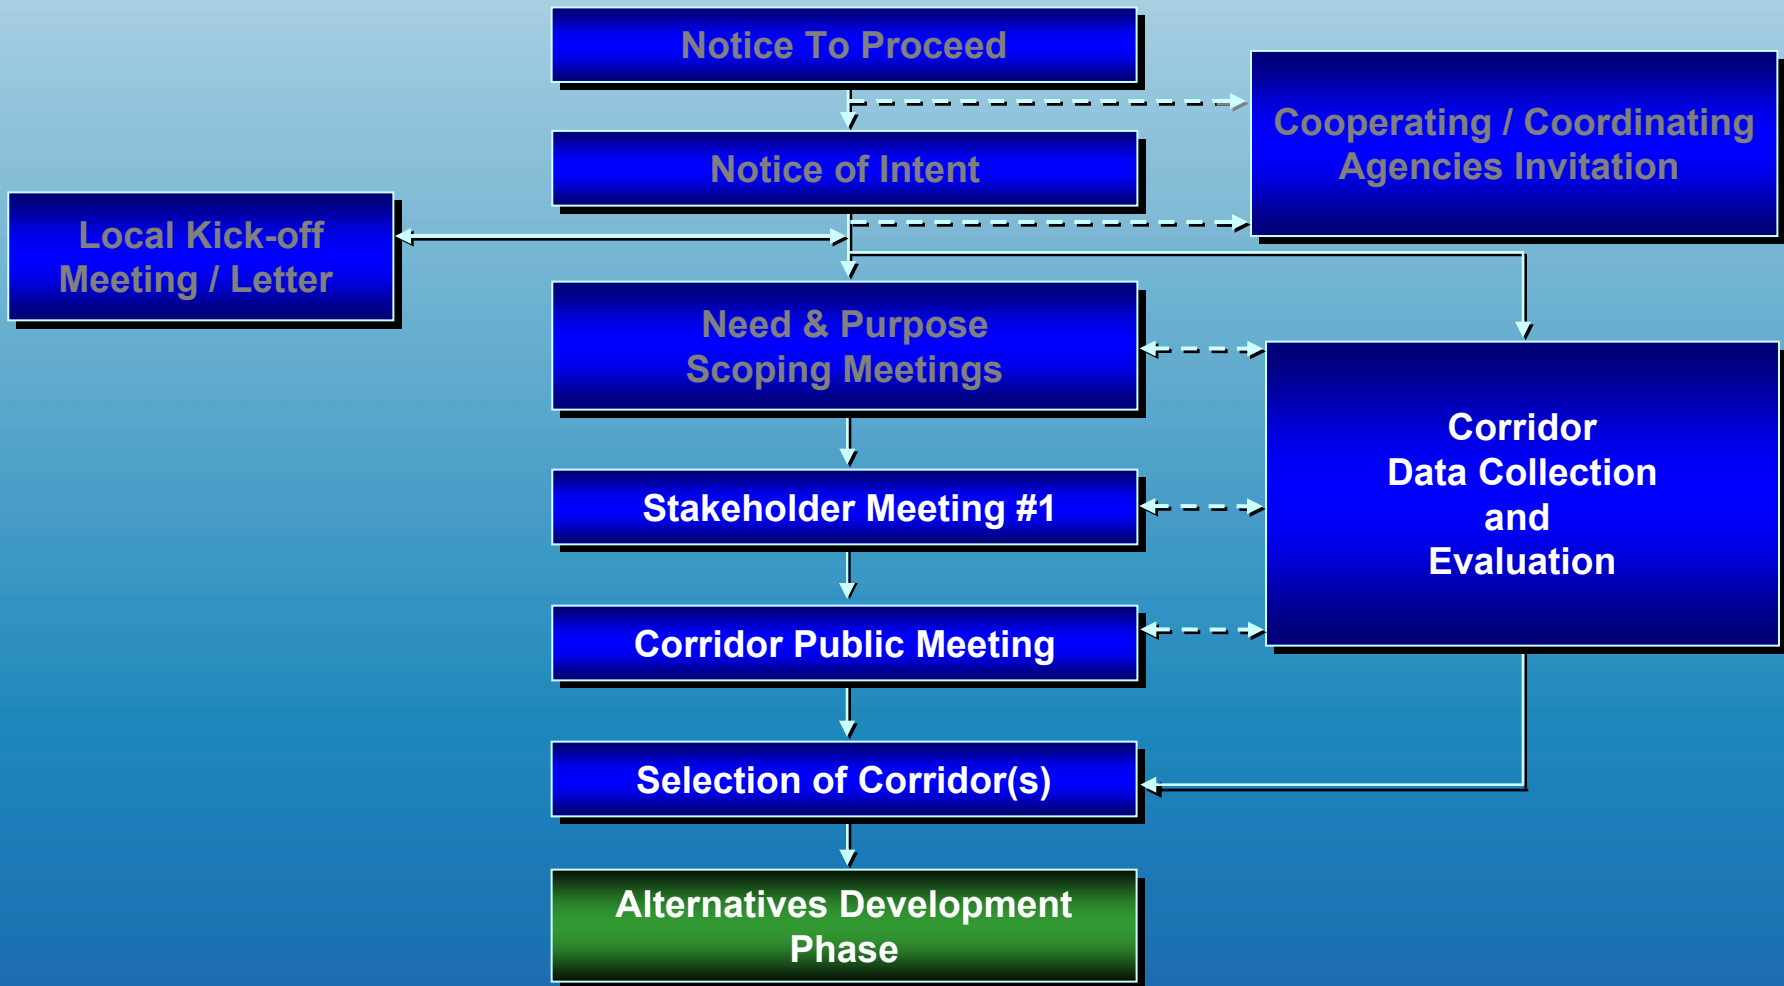 Notice To Proceed
Cooperating / Coordinating
Agencies Invitation
Notice of Intent
Local Kick-off
Meeting / Letter
Need & Purpose
Scoping Meetings
Corridor
Data Collection
and
Evaluation
Stakeholder Meeting #1
Corridor Public Meeting
Selection of Corridor(s)
Alternatives Development
Phase